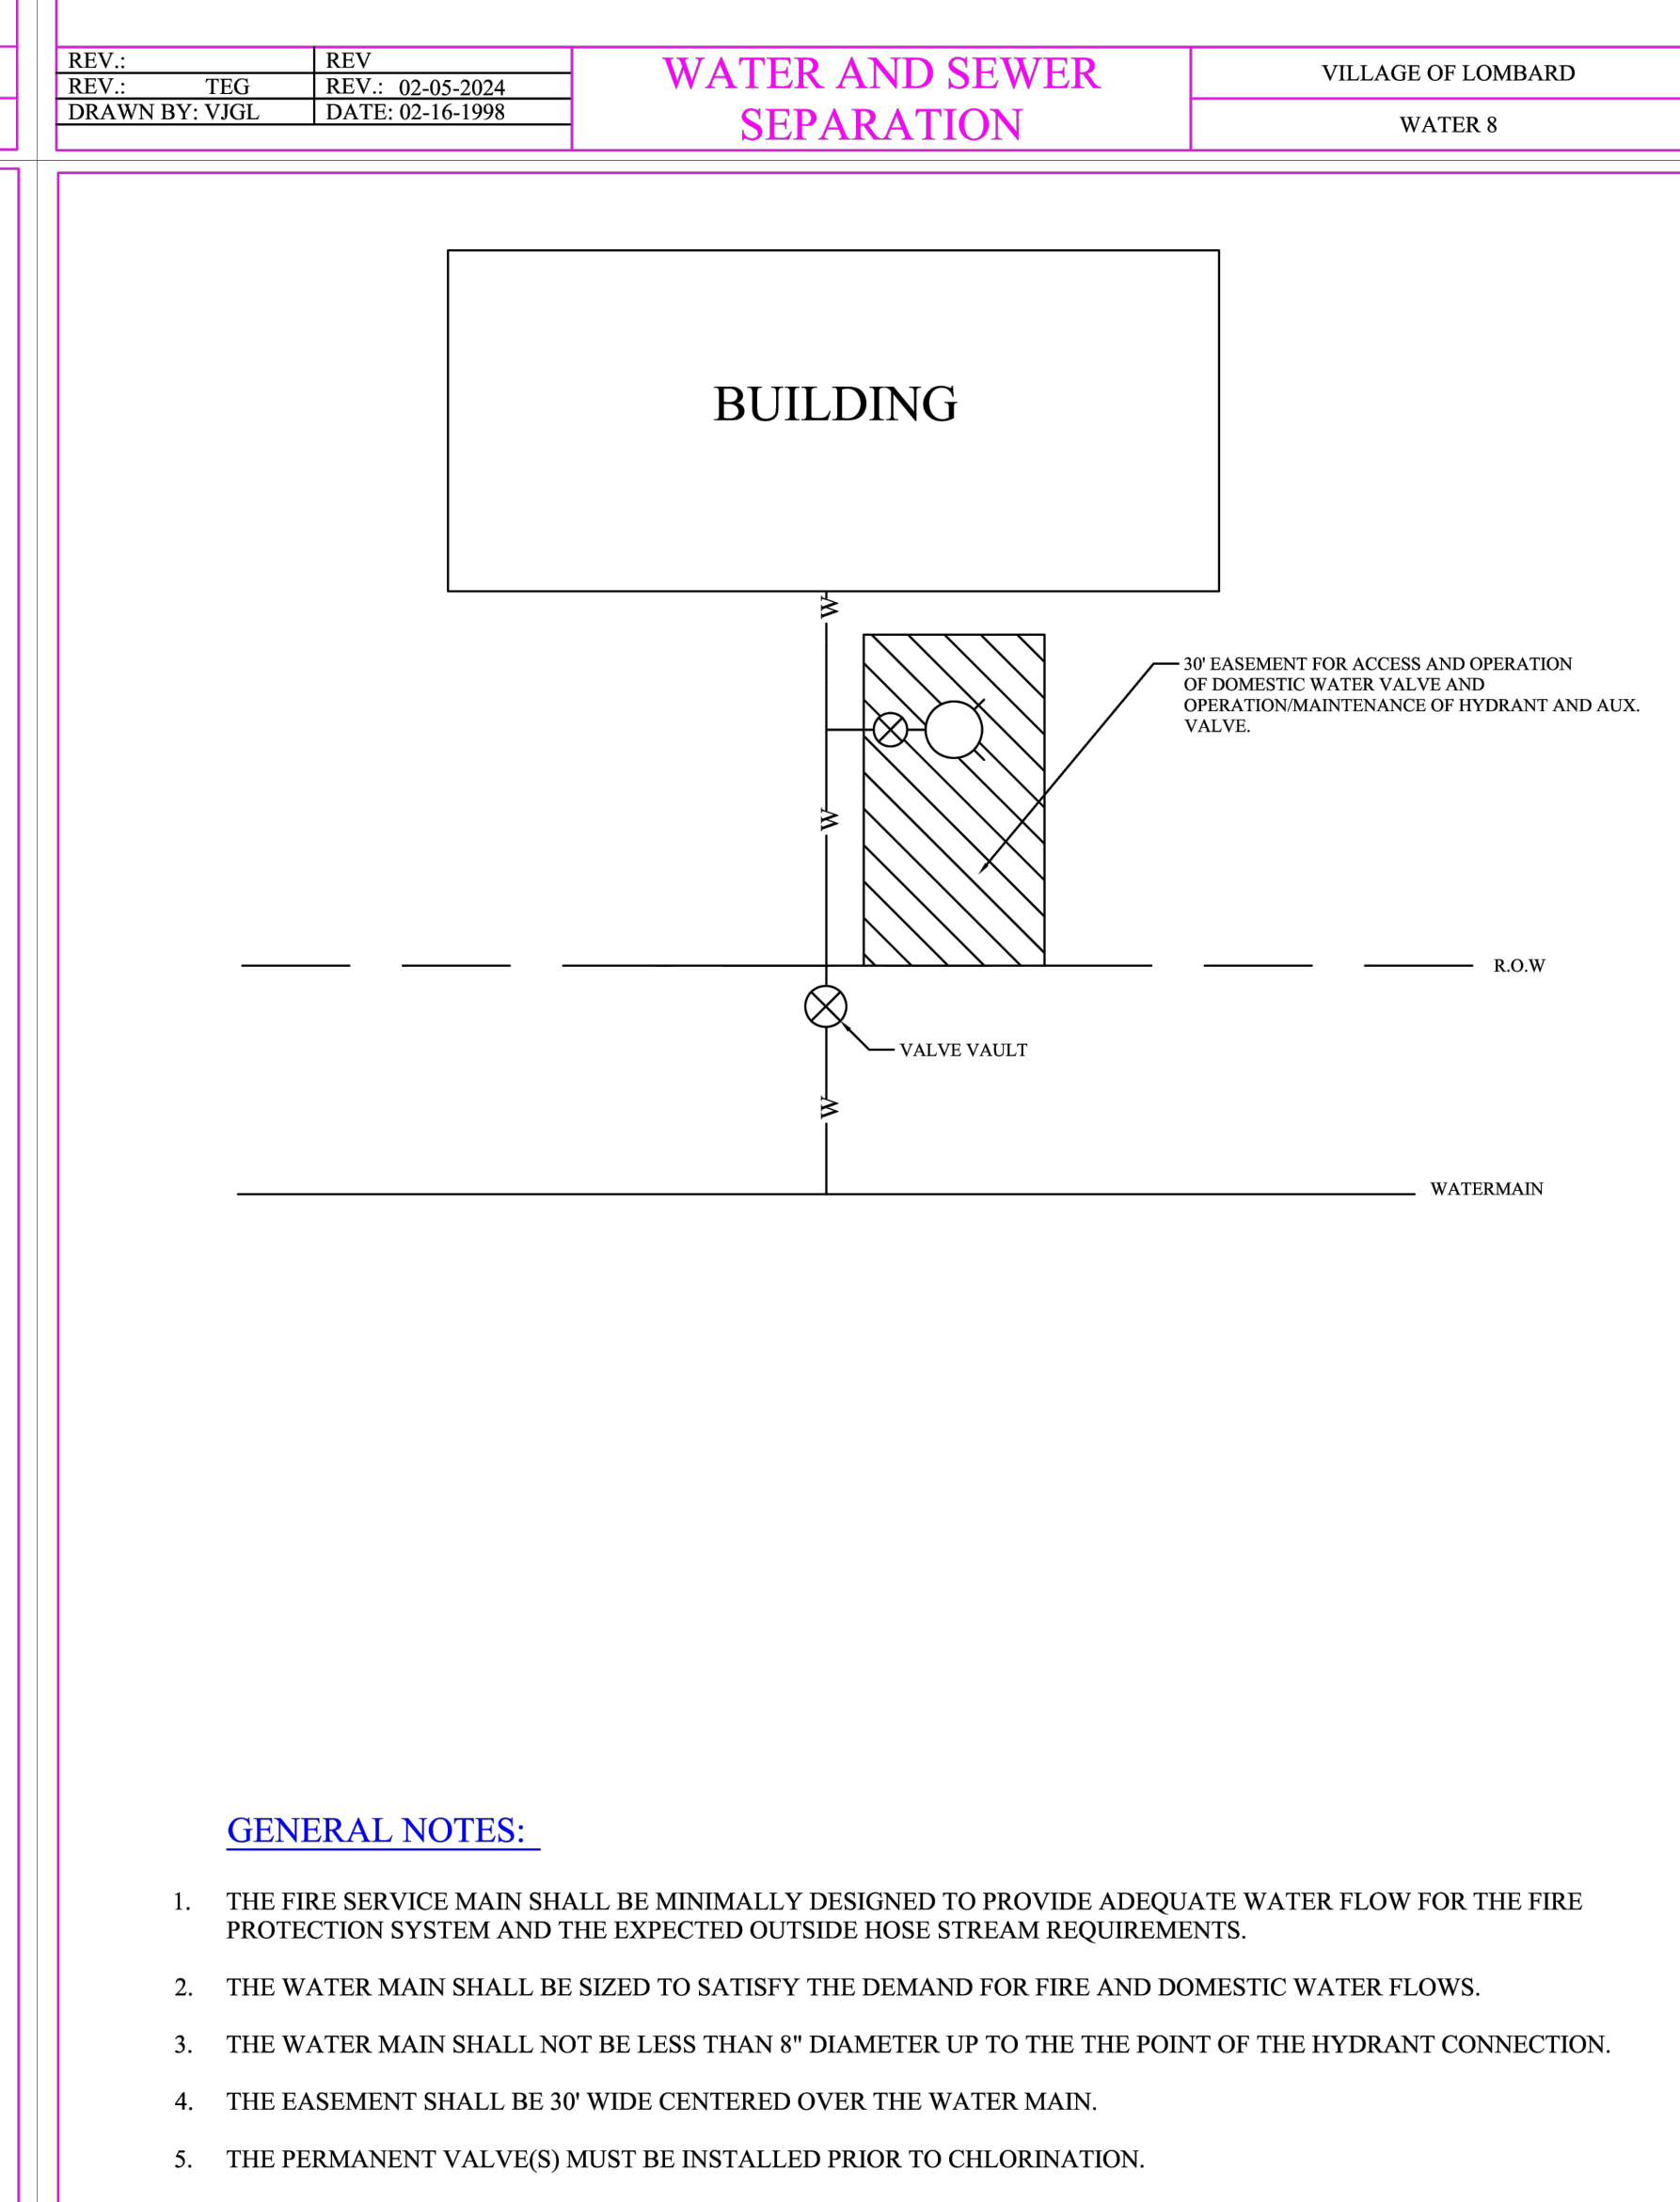 REV.:
REV
REV.: TEG
REV.: 02-05-2024
DRAWN BY: VJGL
DATE: 02-16-1998
WATER AND SEWER
SEPARATION
VILLAGE OF LOMBARD
WATER 8
BUILDING
W
30' EASEMENT FOR ACCESS AND OPERATION
OF DOMESTIC WATER VALVE AND
OPERATION/MAINTENANCE OF HYDRANT AND AUX.
VALVE.
W
R.O.W
VALVE VAULT
W
WATERMAIN
GENERAL NOTES:
1. THE FIRE SERVICE MAIN SHALL BE MINIMALLY DESIGNED TO PROVIDE ADEQUATE WATER FLOW FOR THE FIRE
PROTECTION SYSTEM AND THE EXPECTED OUTSIDE HOSE STREAM REQUIREMENTS.
2. THE WATER MAIN SHALL BE SIZED TO SATISFY THE DEMAND FOR FIRE AND DOMESTIC WATER FLOWS.
3. THE WATER MAIN SHALL NOT BE LESS THAN 8" DIAMETER UP TO THE THE POINT OF THE HYDRANT CONNECTION.
4. THE EASEMENT SHALL BE 30' WIDE CENTERED OVER THE WATER MAIN.
5. THE PERMANENT VALVE(S) MUST BE INSTALLED PRIOR TO CHLORINATION.